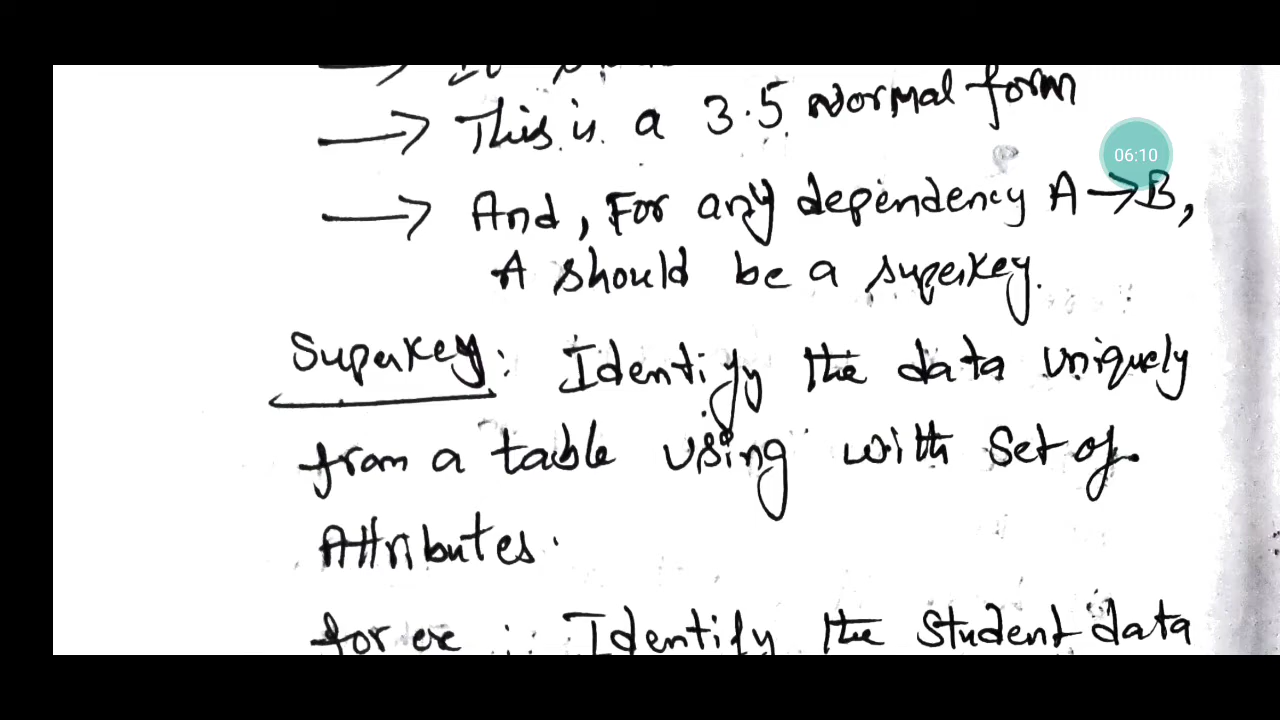 → This is a 3.5 Normal form
06:10
→ And, For any dependency A→B,
A should be a superkey.
Superkey: Identify the data uniquely
from a table using with set of
Attributes.
for ex : Identify the student data